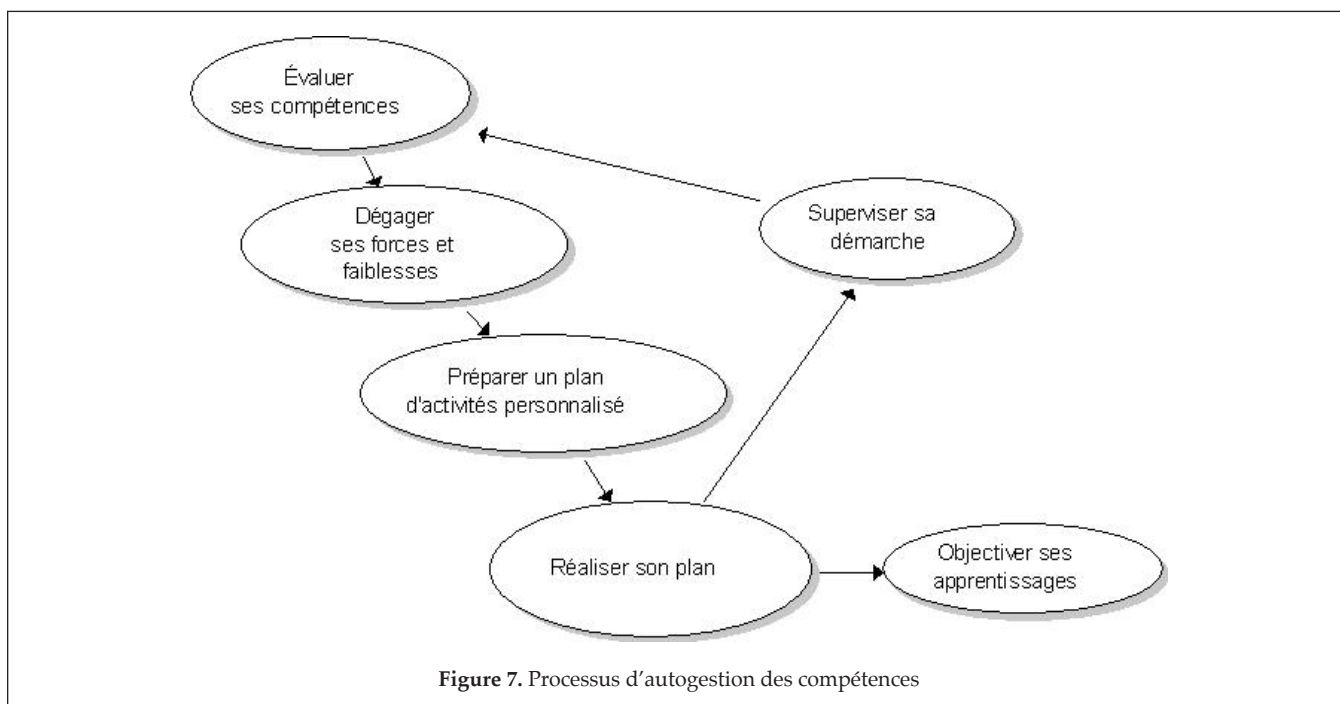 Évaluer
ses compétences
Dégager
ses forces et
faiblesses
Superviser sa
démarche
Préparer un plan
d'activités personnalisé
Réaliser son plan
Objectiver ses
apprentissages
Figure 7. Processus d’autogestion des compétences